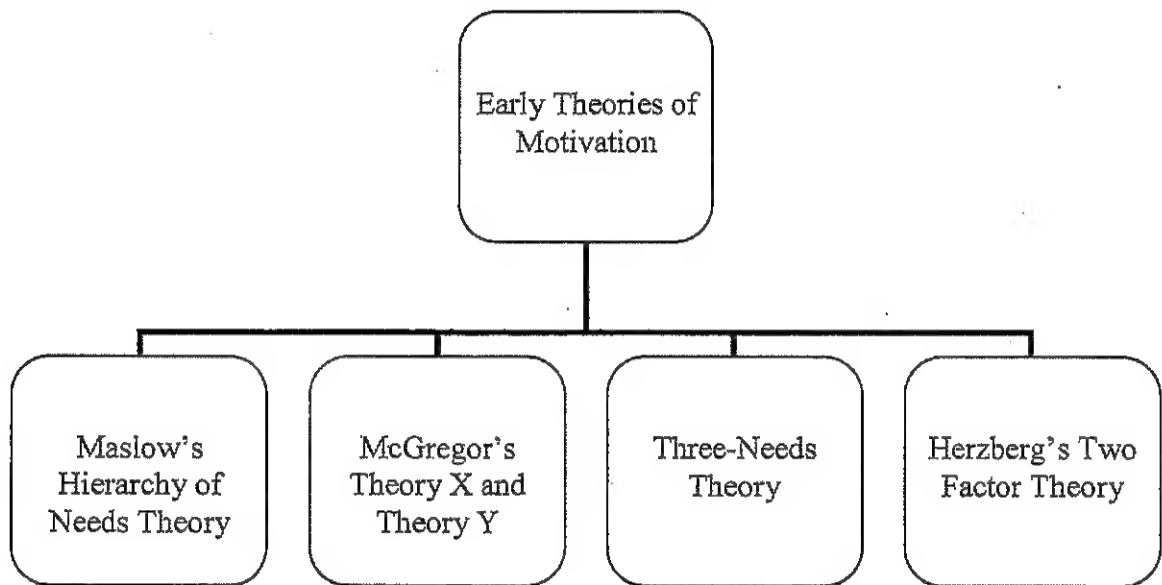 Early Theories of
Motivation
Maslow's
Hierarchy of
Needs Theory
McGregor's
Theory X and
Theory Y
Three-Needs
Theory
Herzberg's Two
Factor Theory